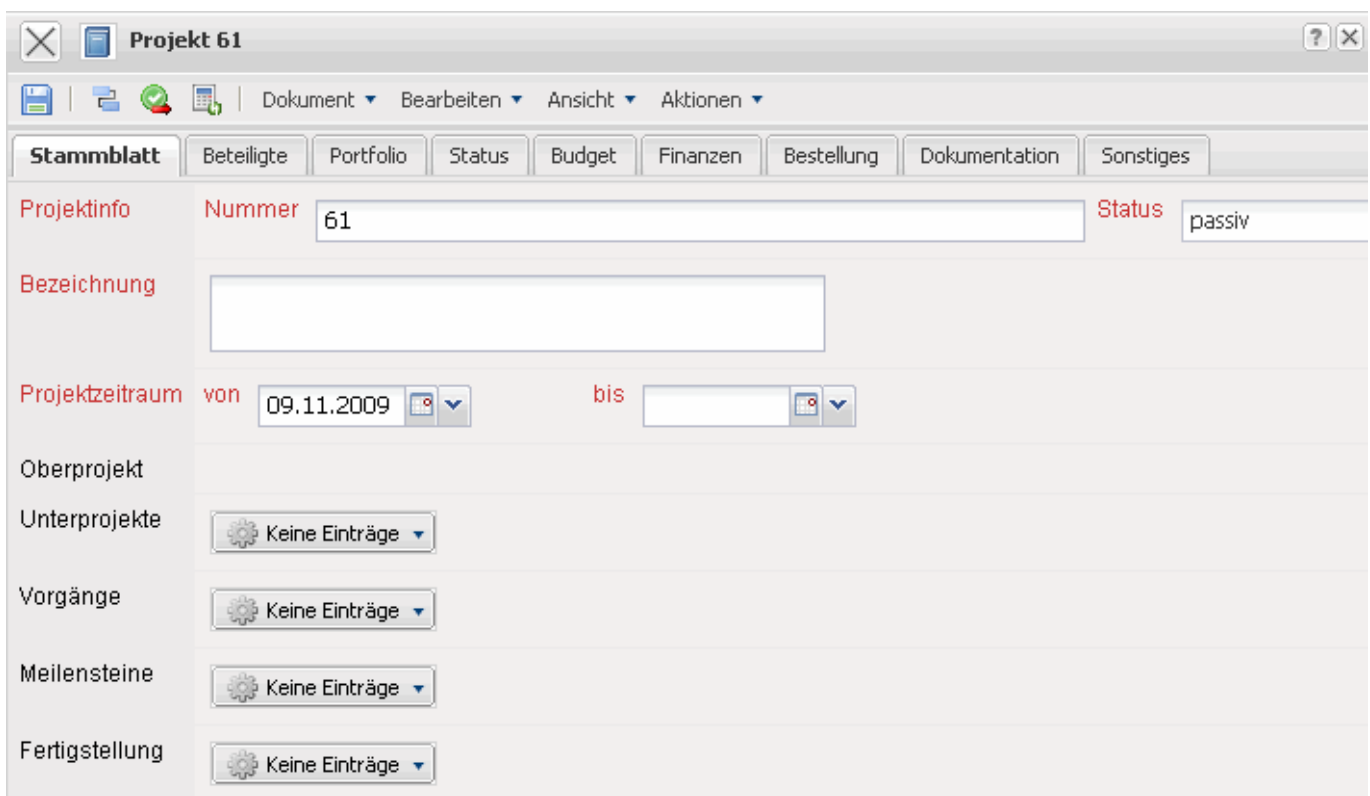 Projekt 61
Dokument Bearbeiten Ansicht Aktionen
Stammblatt Beteiligte Portfolio Status Budget Finanzen Bestellung Dokumentation Sonstiges
Projektinfo Nummer 61 Status passiv
Bezeichnung
Projektzeitraum von 09.11.2009 bis
Oberprojekt
Unterprojekte Keine Einträge
Vorgänge Keine Einträge
Meilensteine Keine Einträge
Fertigstellung Keine Einträge